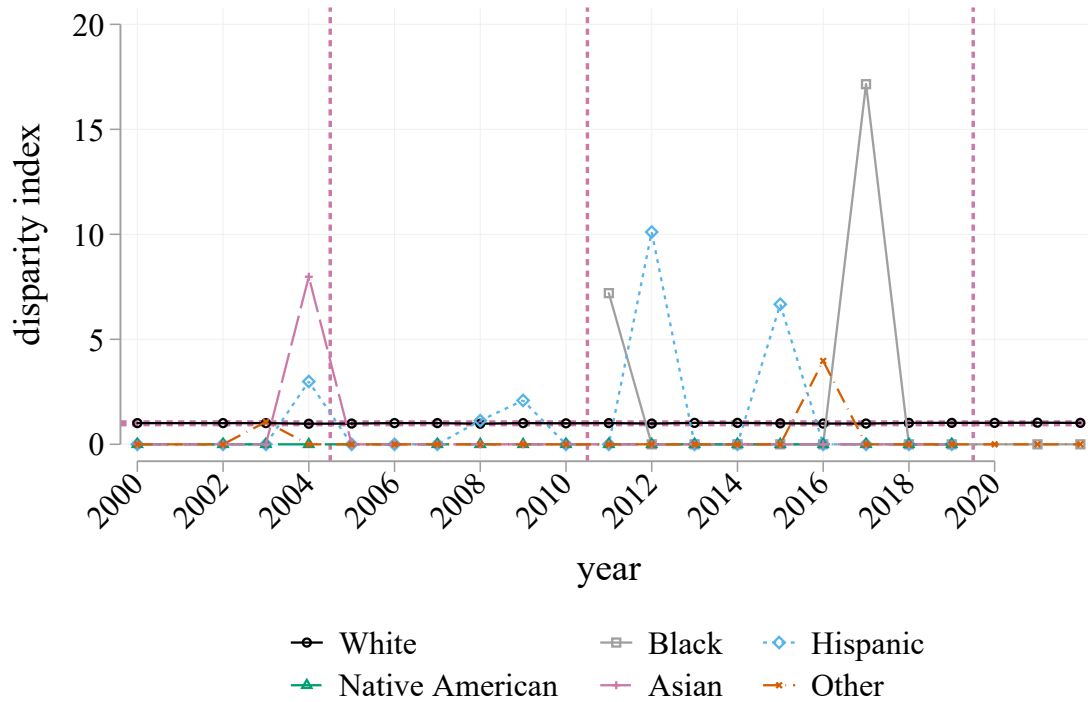 20
15
10
5
0
disparity index
2000 2002 2004 2006 2008 2010 2012 2014 2016 2018 2020
year
White Black Hispanic
Native American Asian Other